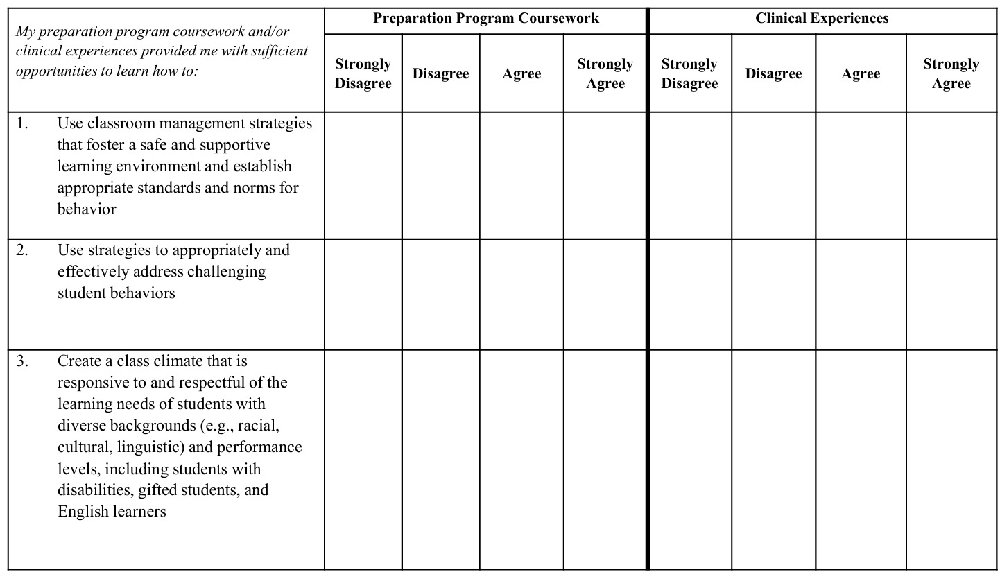 My preparation program coursework and/or
clinical experiences provided me with sufficient
opportunities to learn how to:
Preparation Program Coursework
Clinical Experiences
Strongly
Disagree
Disagree
Agree
Strongly
Agree
Strongly
Disagree
Disagree
Agree
Strongly
Agree
1. Use classroom management strategies
that foster a safe and supportive
learning environment and establish
appropriate standards and norms for
behavior
2. Use strategies to appropriately and
effectively address challenging
student behaviors
3. Create a class climate that is
responsive to and respectful of the
learning needs of students with
diverse backgrounds (e.g., racial,
cultural, linguistic) and performance
levels, including students with
disabilities, gifted students, and
English learners